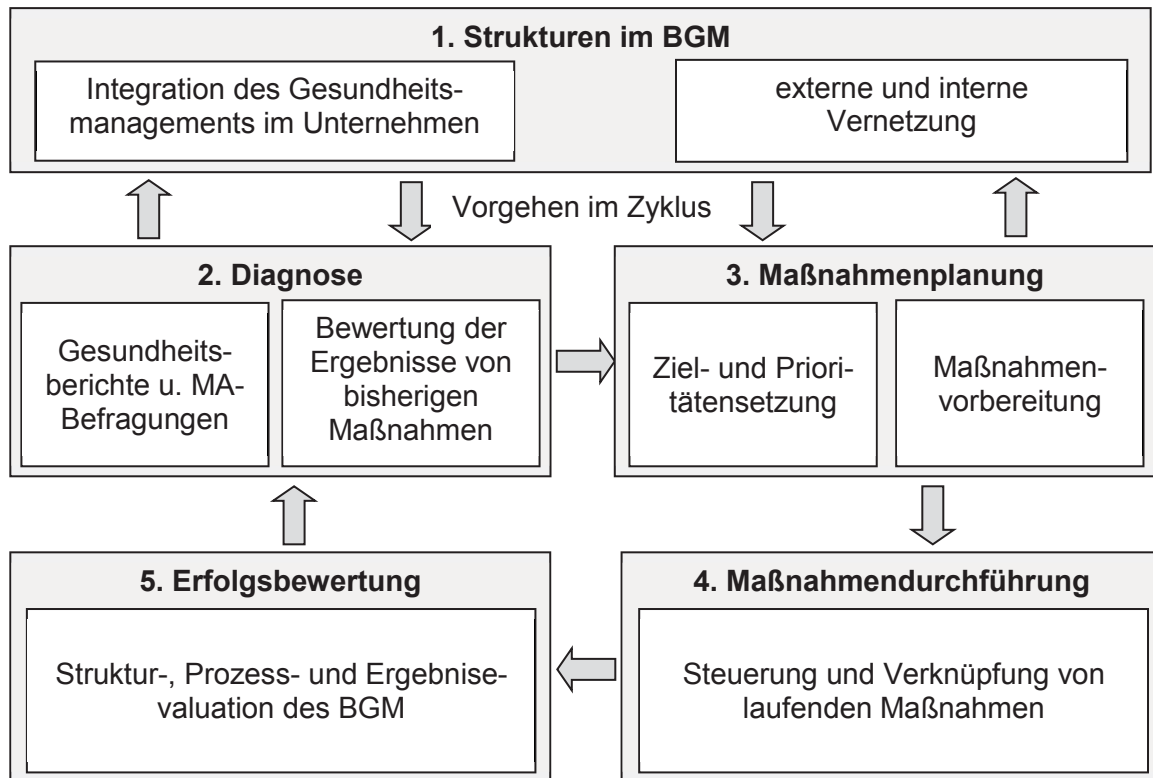 1. Strukturen im BGM
Integration des Gesundheits-
managements im Unternehmen
externe und interne
Vernetzung
Vorgehen im Zyklus
2. Diagnose
Gesundheits-
berichte u. MA-
Befragungen
Bewertung der
Ergebnisse von
bisherigen
Maßnahmen
3. Maßnahmenplanung
Ziel- und Priori-
tätensetzung
Maßnahmen-
vorbereitung
5. Erfolgsbewertung
Struktur-, Prozess- und Ergebnise-
valuation des BGM
4. Maßnahmendurchführung
Steuerung und Verknüpfung von
laufenden Maßnahmen